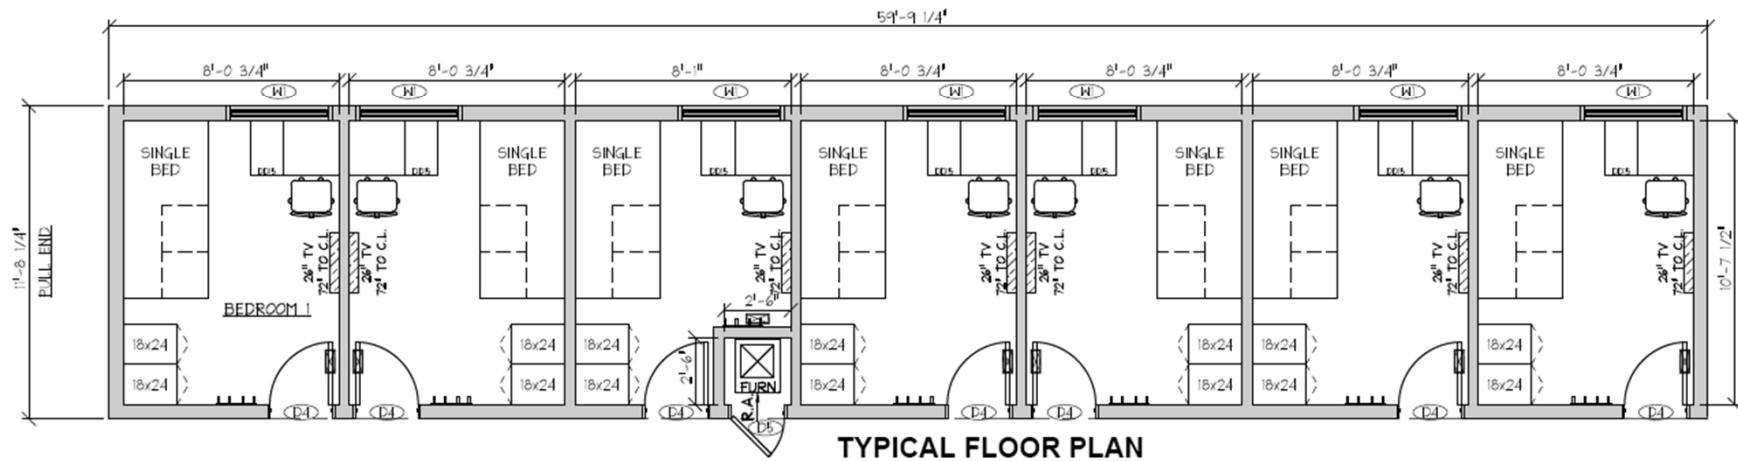 59'-9 1/4"
8'-0 3/4" 8'-0 3/4" 8'-1" 8'-0 3/4" 8'-0 3/4" 8'-0 3/4" 8'-0 3/4"
W1 W1 W1 W1 W1 W1 W1
SINGLE SINGLE SINGLE SINGLE SINGLE SINGLE SINGLE
BED BED BED BED BED BED BED
DD15 DD15 DD15 DD15 DD15 DD15 DD15
11'-8 1/4"
PULL END
26" TV
72" TO C.L.
26" TV
72" TO C.L.
26" TV
72" TO C.L.
26" TV
72" TO C.L.
26" TV
72" TO C.L.
26" TV
72" TO C.L.
26" TV
72" TO C.L.
10'-7 1/2"
BEDROOM 1
2'-6"
18x24 18x24 18x24 18x24 18x24 18x24 18x24
2'-6"
18x24 18x24 18x24 18x24 18x24 18x24 18x24
FURN
R.A.
D4 D4 D4 D4 D4 D4 D4
D5
TYPICAL FLOOR PLAN